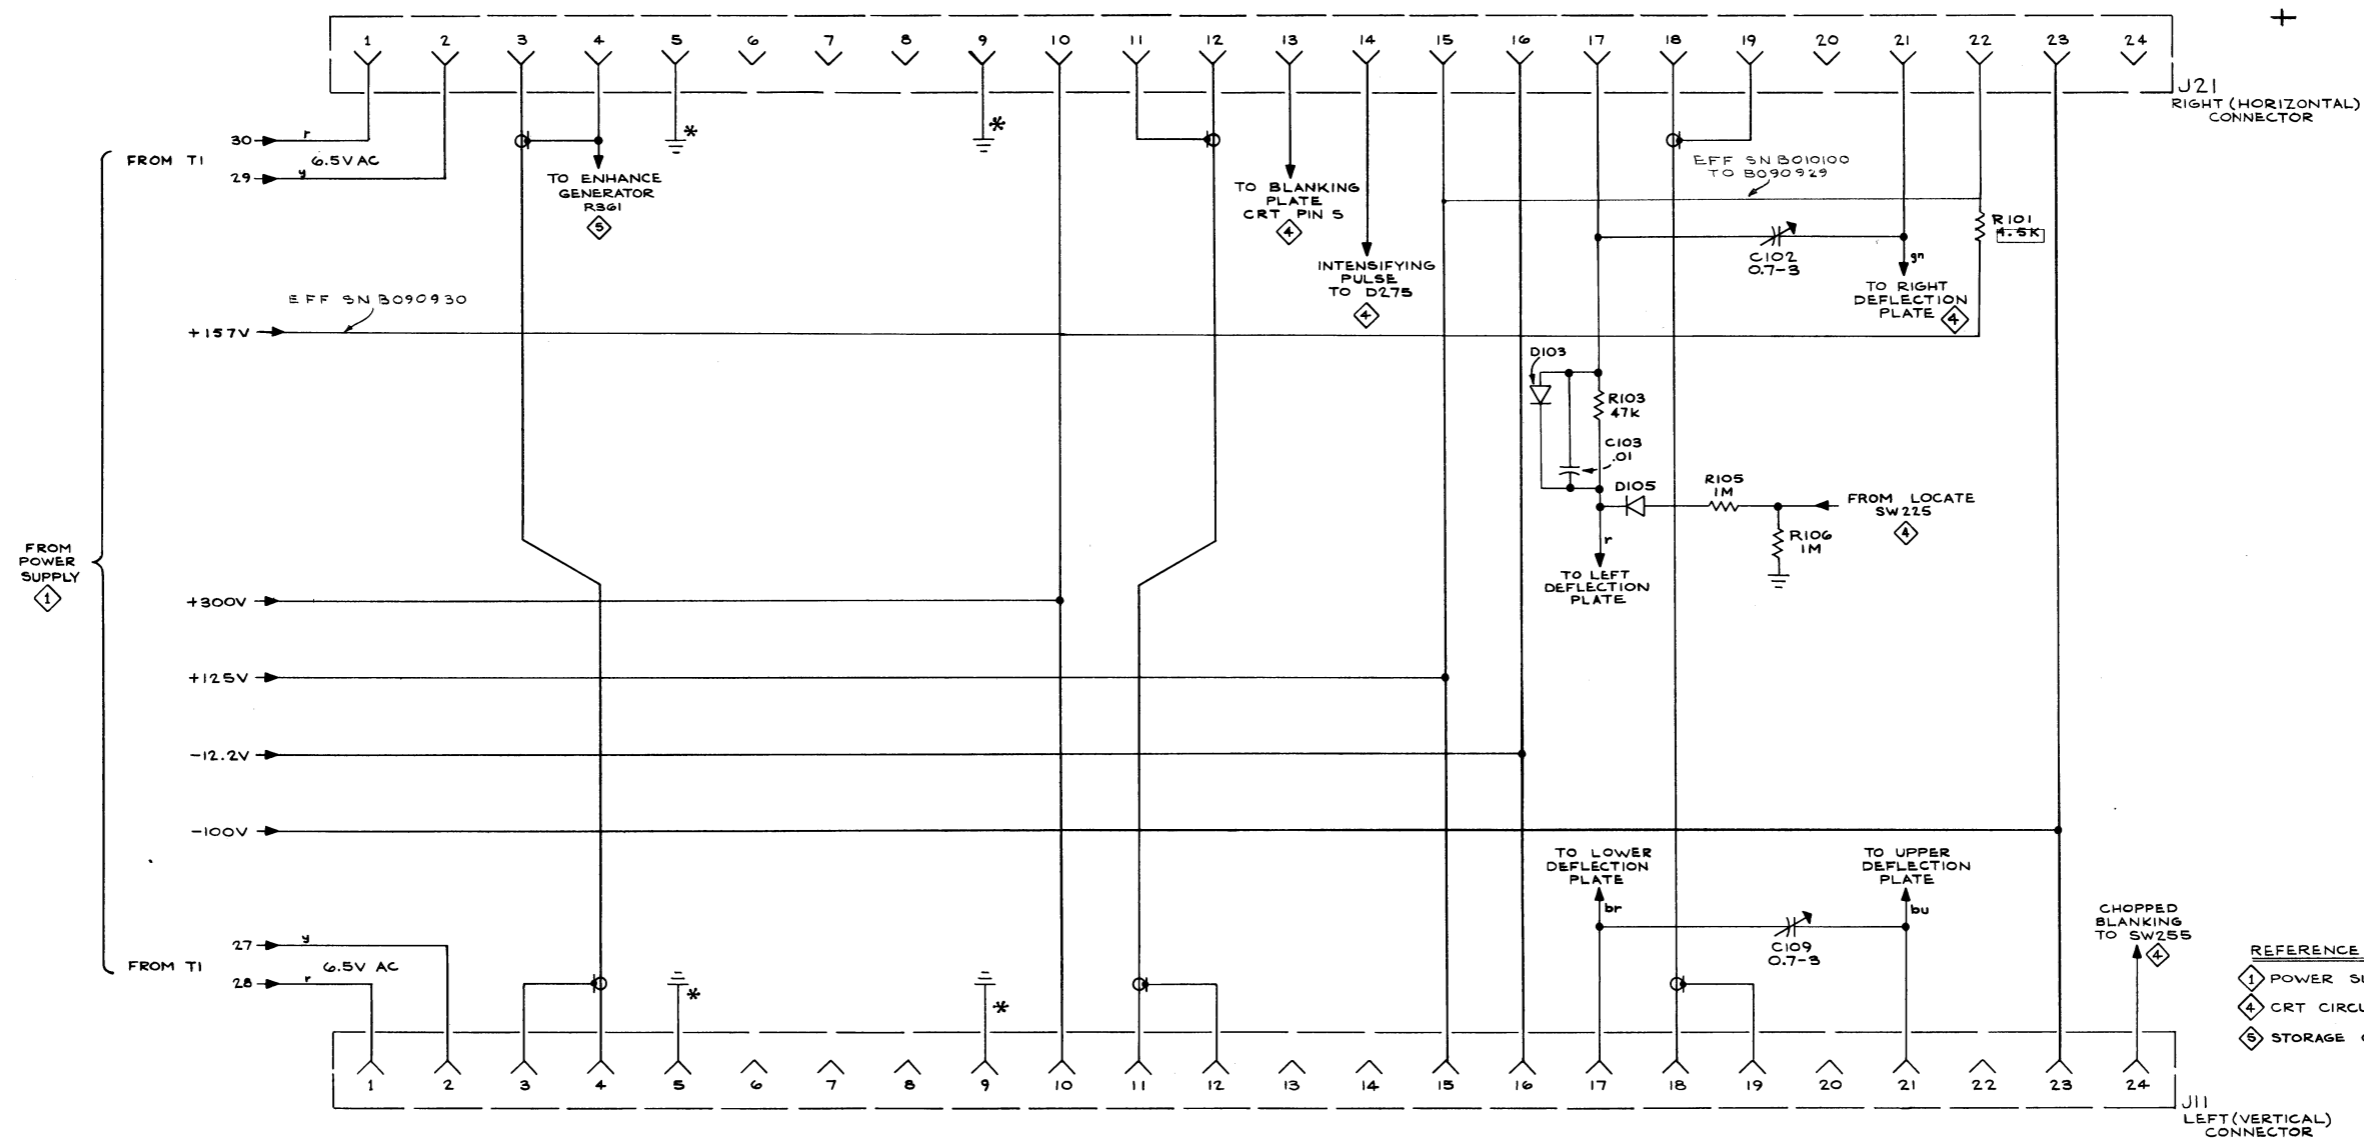 +
1 2 3 4 5 6 7 8 9 10 11 12 13 14 15 16 17 18 19 20 21 22 23 24
J21
RIGHT (HORIZONTAL)
CONNECTOR
30 r
FROM T1 6.5V AC
29 y
* *
TO ENHANCE
GENERATOR
R361
5
TO BLANKING
PLATE
CRT PIN 5
4
INTENSIFYING
PULSE
TO D275
4
EFF SN B010100
TO B090929
R101
4.5K
C102
0.7-3
gn
TO RIGHT
DEFLECTION
PLATE 4
EFF SN B090930
+157V
D103
R103
47K
C103
.01
D105
R105
1M
FROM LOCATE
SW225
4
R106
1M
r
TO LEFT
DEFLECTION
PLATE
FROM
POWER
SUPPLY
1
+300V
+125V
-12.2V
-100V
TO LOWER
DEFLECTION
PLATE
br
TO UPPER
DEFLECTION
PLATE
bu
C109
0.7-3
CHOPPED
BLANKING
TO SW255
4
27 y
FROM T1 6.5V AC
28 r
* *
REFERENCE
1 POWER SU
4 CRT CIRCU
5 STORAGE
1 2 3 4 5 6 7 8 9 10 11 12 13 14 15 16 17 18 19 20 21 22 23 24
J11
LEFT (VERTICAL)
CONNECTOR